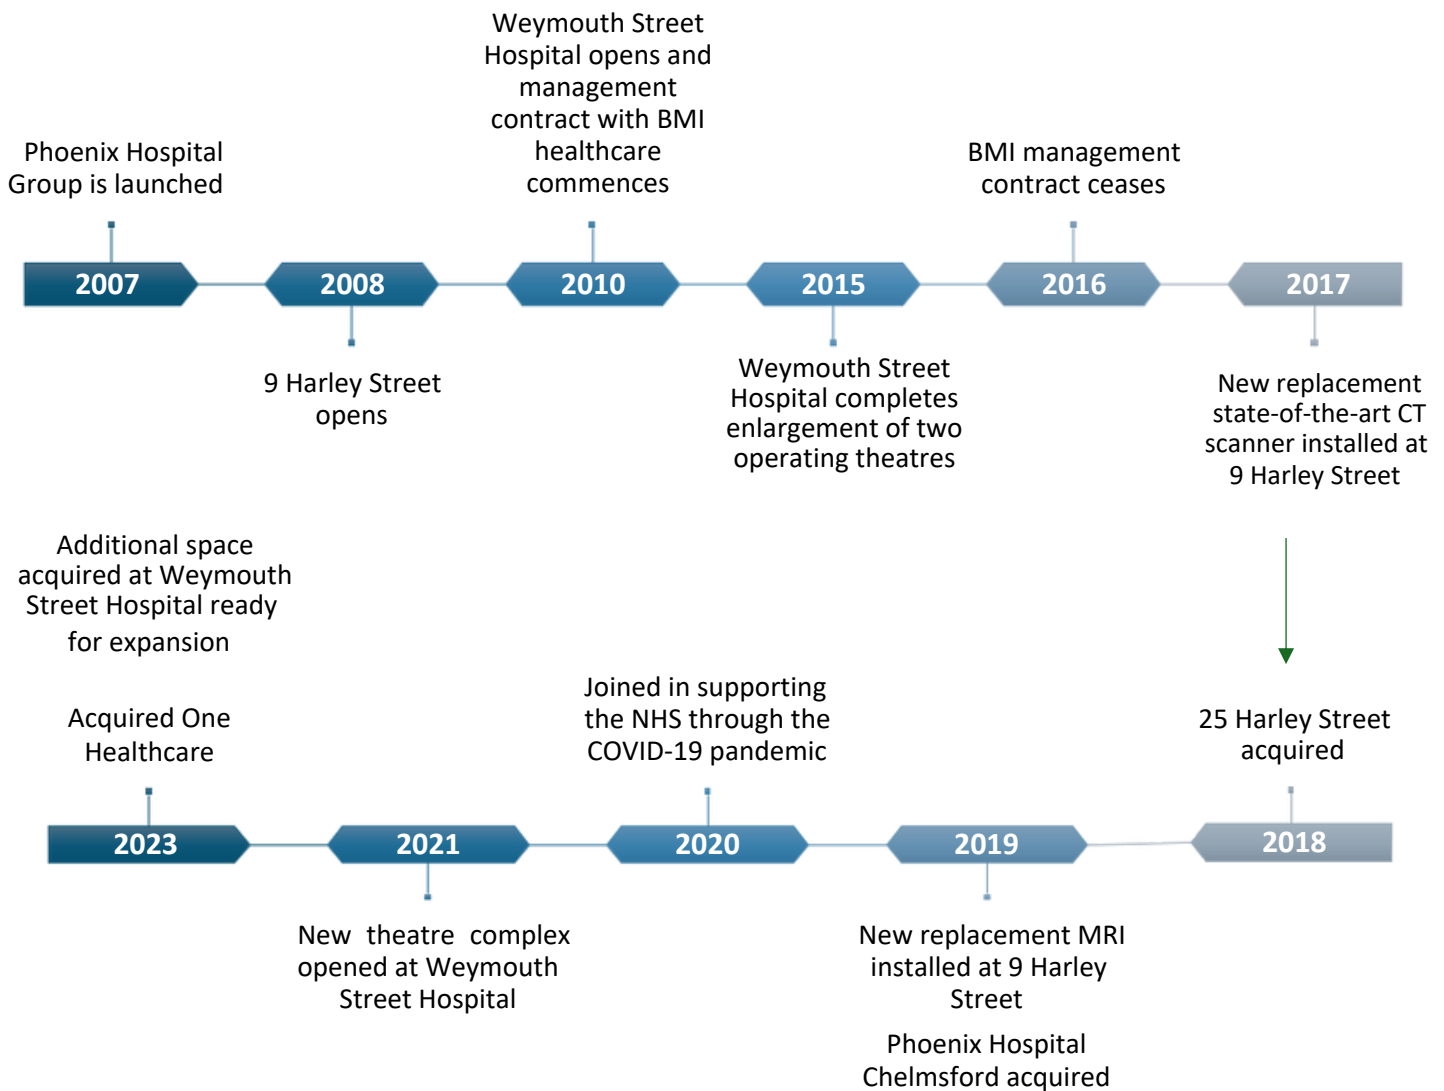 Phoenix Hospital
Group is launched
Weymouth Street
Hospital opens and
management
contract with BMI
healthcare
commences
BMI management
contract ceases
2007
2008
2010
2015
2016
2017
9 Harley Street
opens
Weymouth Street
Hospital completes
enlargement of two
operating theatres
New replacement
state-of-the-art CT
scanner installed at
9 Harley Street
Additional space
acquired at Weymouth
Street Hospital ready
for expansion
Acquired One
Healthcare
Joined in supporting
the NHS through the
COVID-19 pandemic
25 Harley Street
acquired
2023
2021
2020
2019
2018
New theatre complex
opened at Weymouth
Street Hospital
New replacement MRI
installed at 9 Harley
Street
Phoenix Hospital
Chelmsford acquired